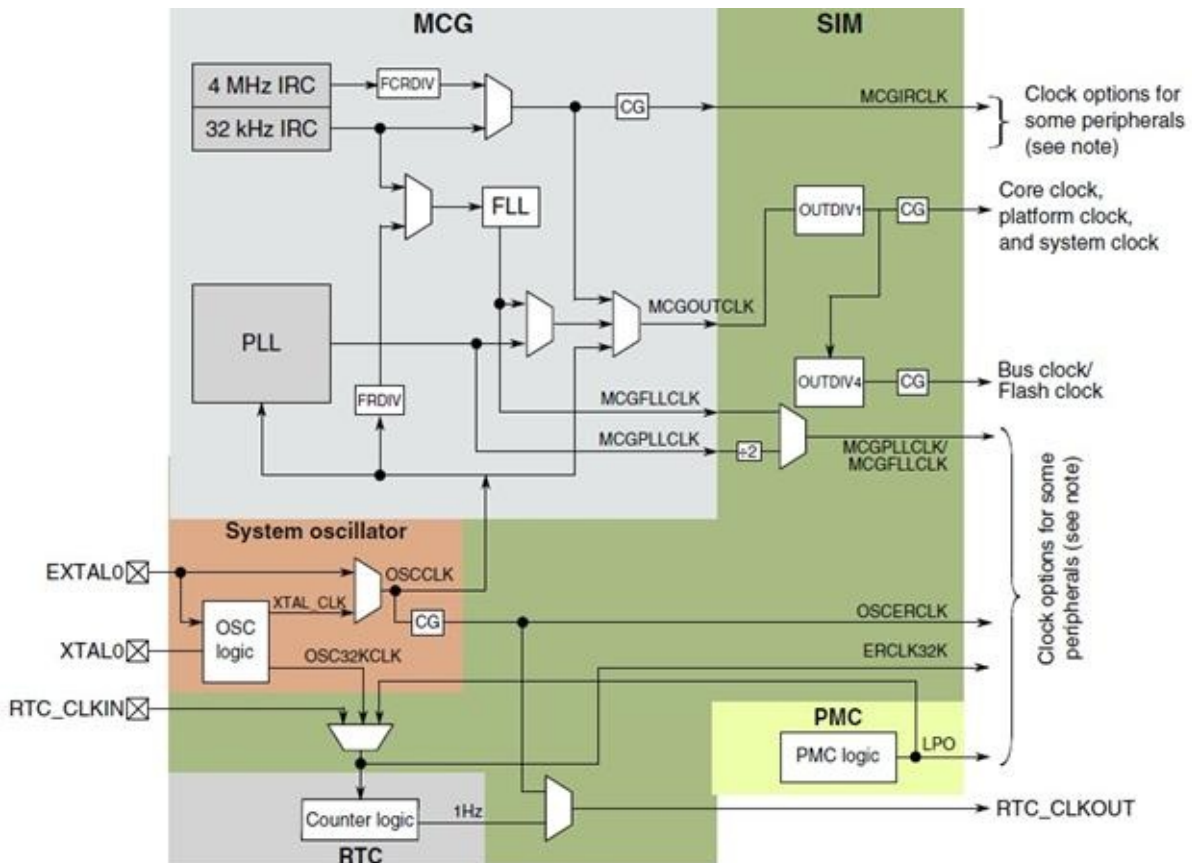 MCG
SIM
4 MHz IRC
FCRDIV
32 kHz IRC
CG
MCGIRCLK
Clock options for
some peripherals
(see note)
FLL
OUTDIV1
CG
Core clock,
platform clock,
and system clock
PLL
MCGOUTCLK
FRDIV
OUTDIV4
CG
Bus clock/
Flash clock
MCGFLLCLK
MCGPLLCLK
÷2
MCGPLLCLK/
MCGFLLCLK
Clock options for some
peripherals (see note)
System oscillator
EXTAL0
OSCCLK
XTAL_CLK
OSC
logic
CG
OSCERCLK
XTAL0
OSC32KCLK
ERCLK32K
RTC_CLKIN
PMC
PMC logic
LPO
Counter logic
1Hz
RTC_CLKOUT
RTC